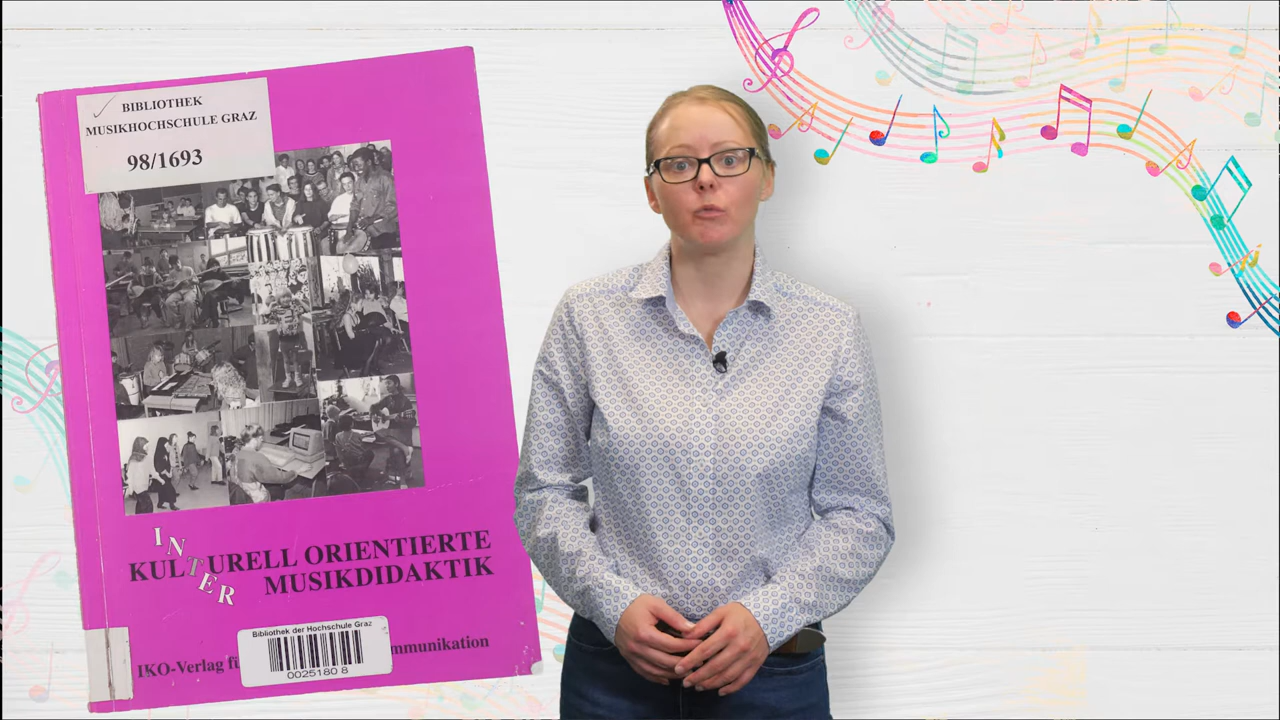 BIBLIOTHEK
MUSIKHOCHSCHULE GRAZ
98/1693
INTER
KULTURELL ORIENTIERTE
MUSIKDIDAKTIK
Bibliothek der Hochschule Graz
IKO-Verlag fü mmunikation
0025180 8